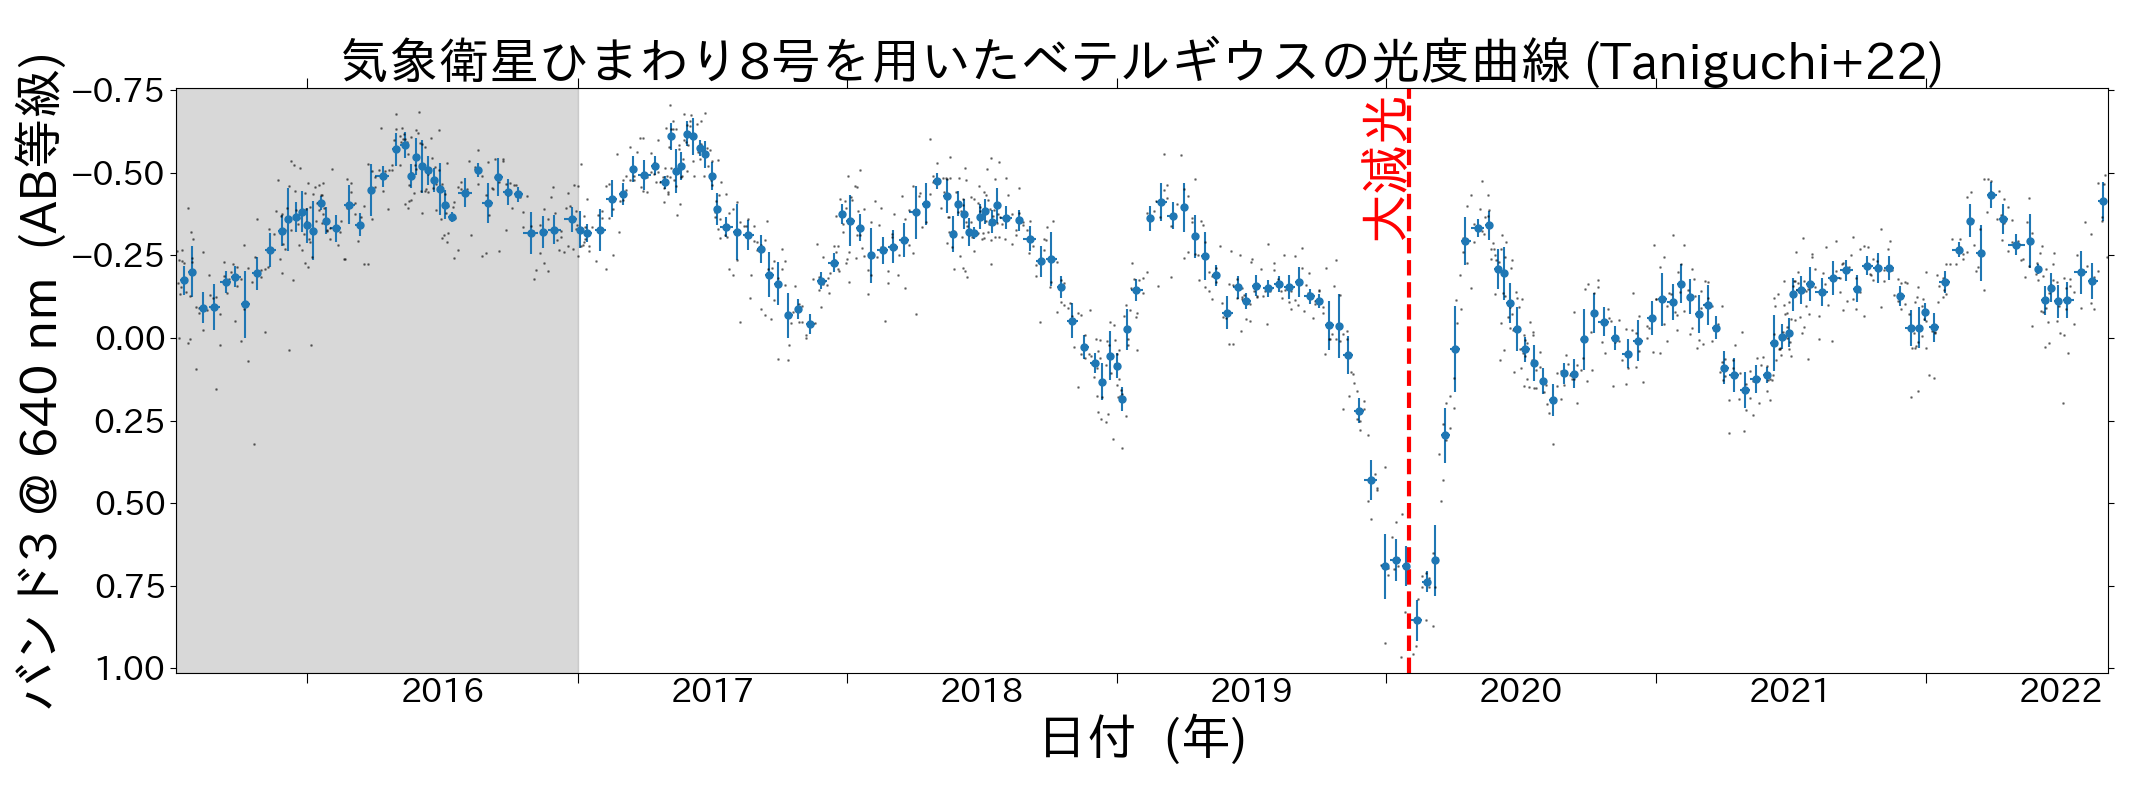 気象衛星ひまわり8号を用いたベテルギウスの光度曲線 (Taniguchi+22)
バンド3 @ 640 nm (AB等級)
−0.75
−0.50
−0.25
0.00
0.25
0.50
0.75
1.00
大減光
2016 2017 2018 2019 2020 2021 2022
日付 (年)